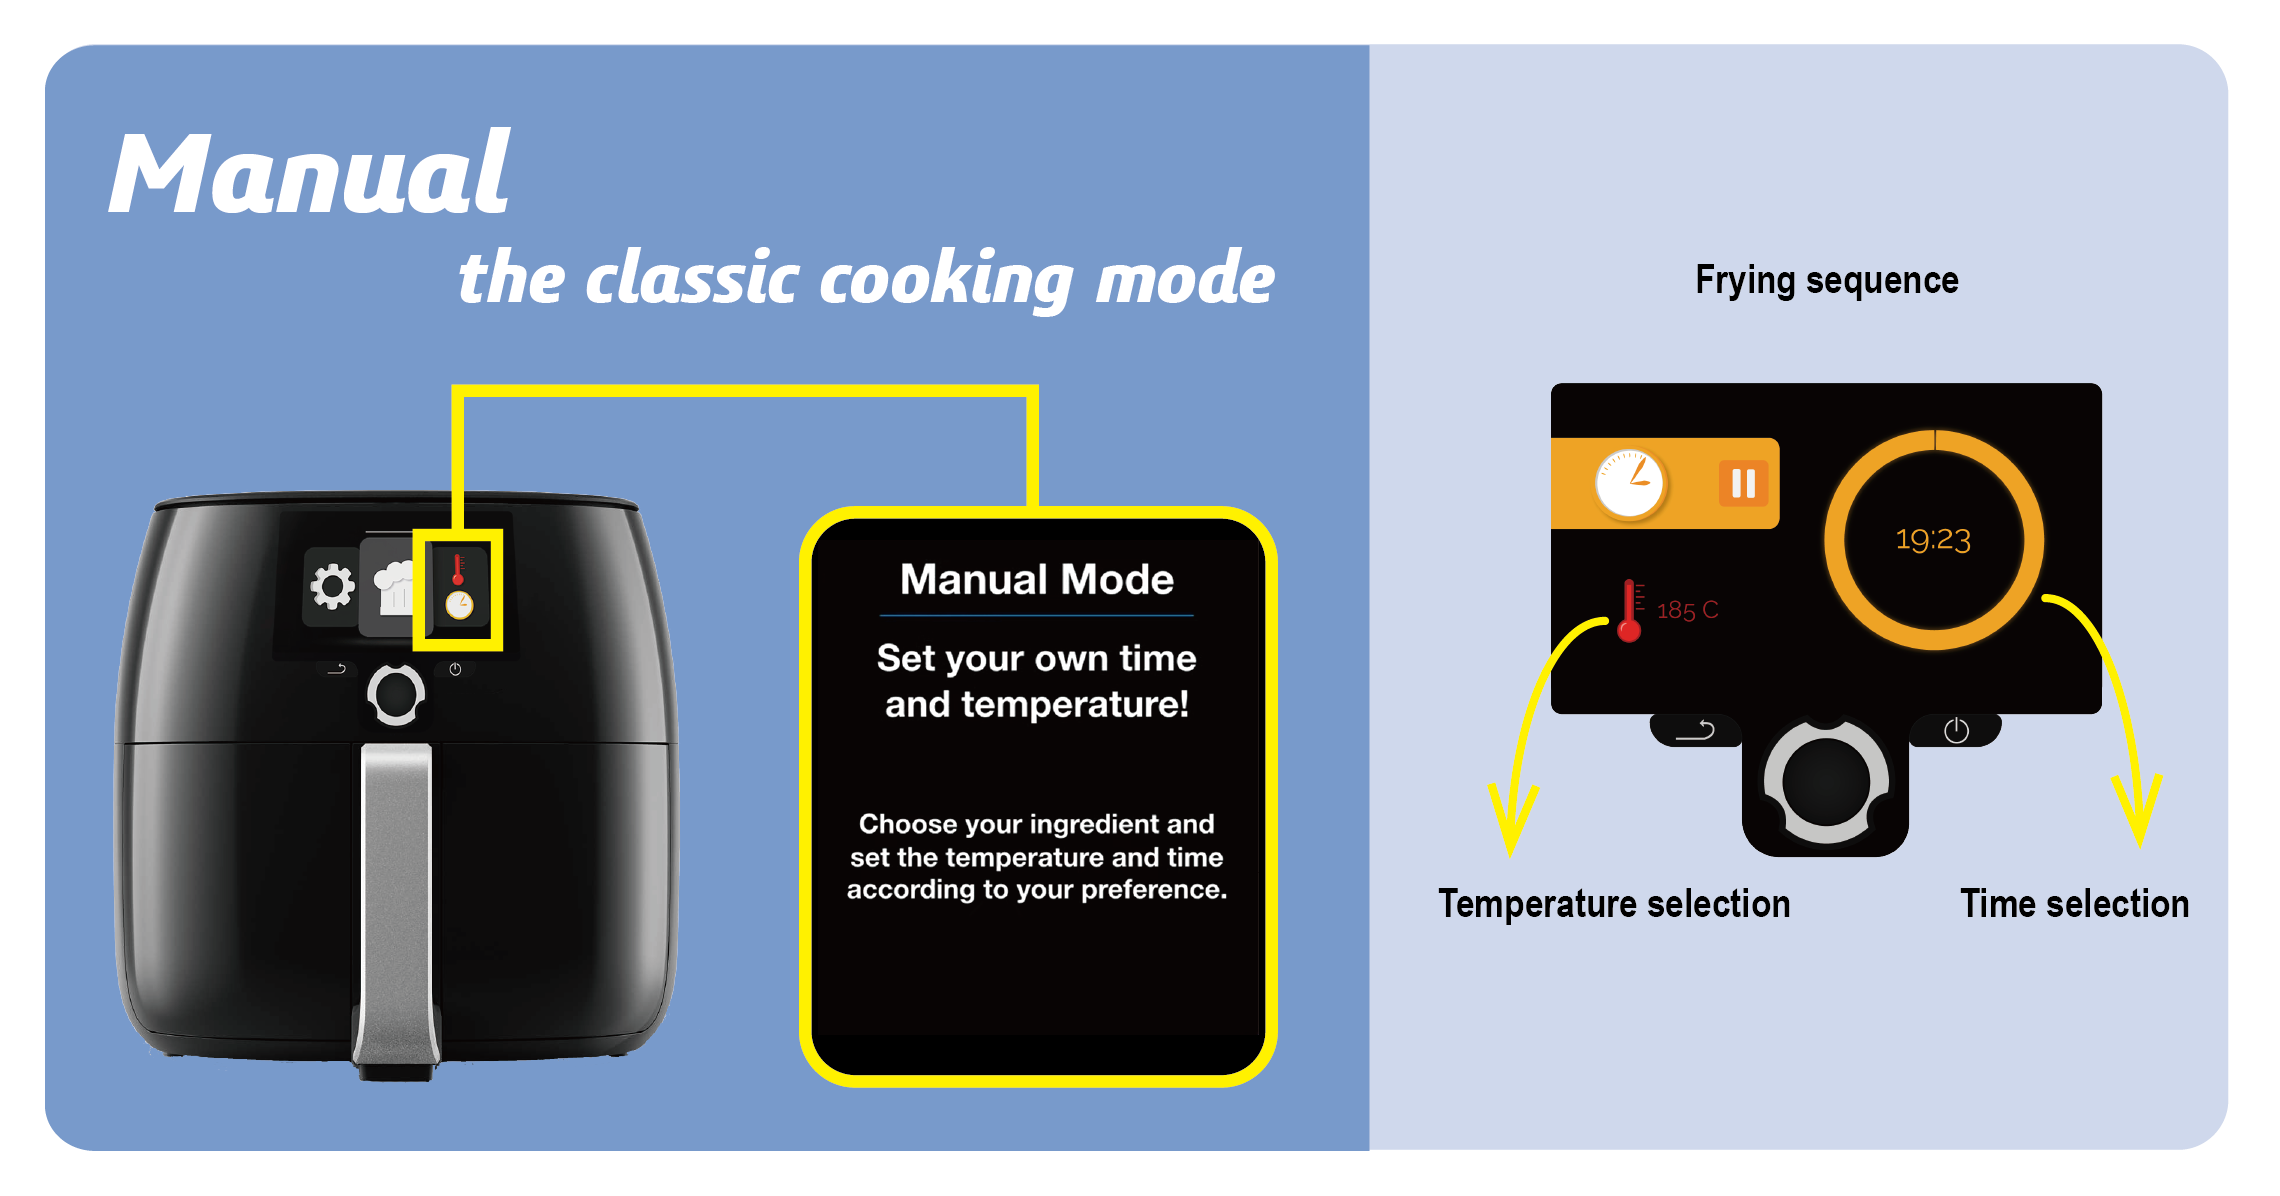 Manual
the classic cooking mode
Manual Mode
Set your own time
and temperature!
Choose your ingredient and
set the temperature and time
according to your preference.
Frying sequence
19:23
185 C
Temperature selection
Time selection